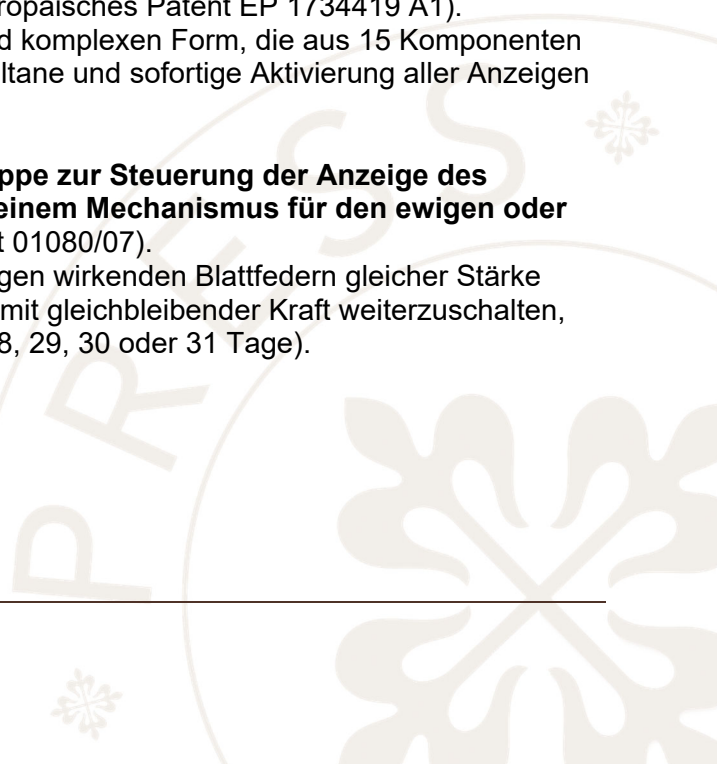 ropäisches Patent EP 1734419 A1).
d komplexen Form, die aus 15 Komponenten
ltane und sofortige Aktivierung aller Anzeigen
ppe zur Steuerung der Anzeige des
einem Mechanismus für den ewigen oder
t 01080/07).
gen wirkenden Blattfedern gleicher Stärke
mit gleichbleibender Kraft weiterzuschalten,
8, 29, 30 oder 31 Tage).
PRESS